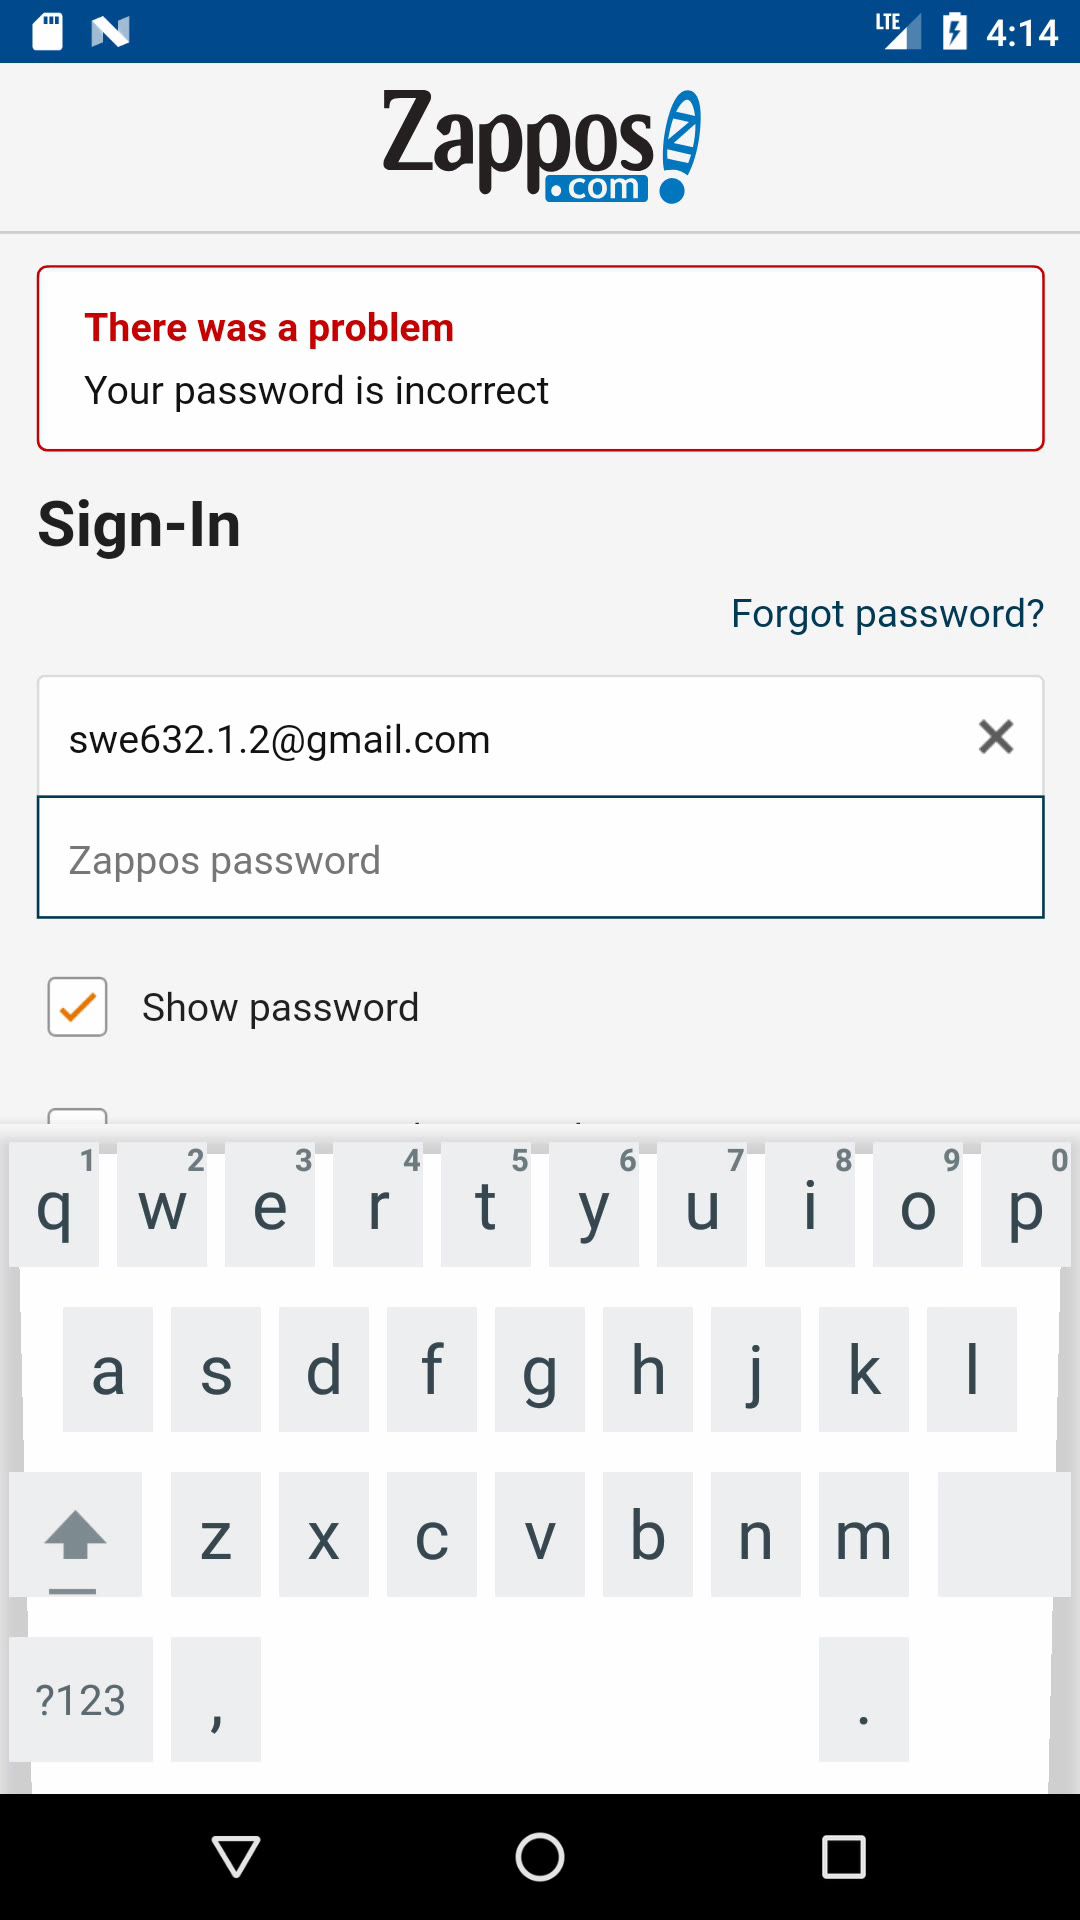 LTE 4:14
Zappos
.com
There was a problem
Your password is incorrect
Sign-In
Forgot password?
swe632.1.2@gmail.com
Zappos password
Show password
1 2 3 4 5 6 7 8 9 0
q w e r t y u i o p
a s d f g h j k l
z x c v b n m
?123 , .